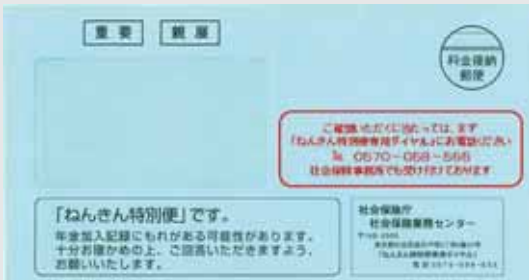 重要 親展
料金後納
郵便
ご確認いただくに当たっては、まず
「ねんきん特別便専用ダイヤル」にお電話ください
0570-058-555
社会保険事務所でも受け付けております
「ねんきん特別便」です。
年金加入記録にもれがある可能性があります。
十分お確かめの上、ご回答いただきますよう、
お願いいたします。
社会保険庁
社会保険業務センター